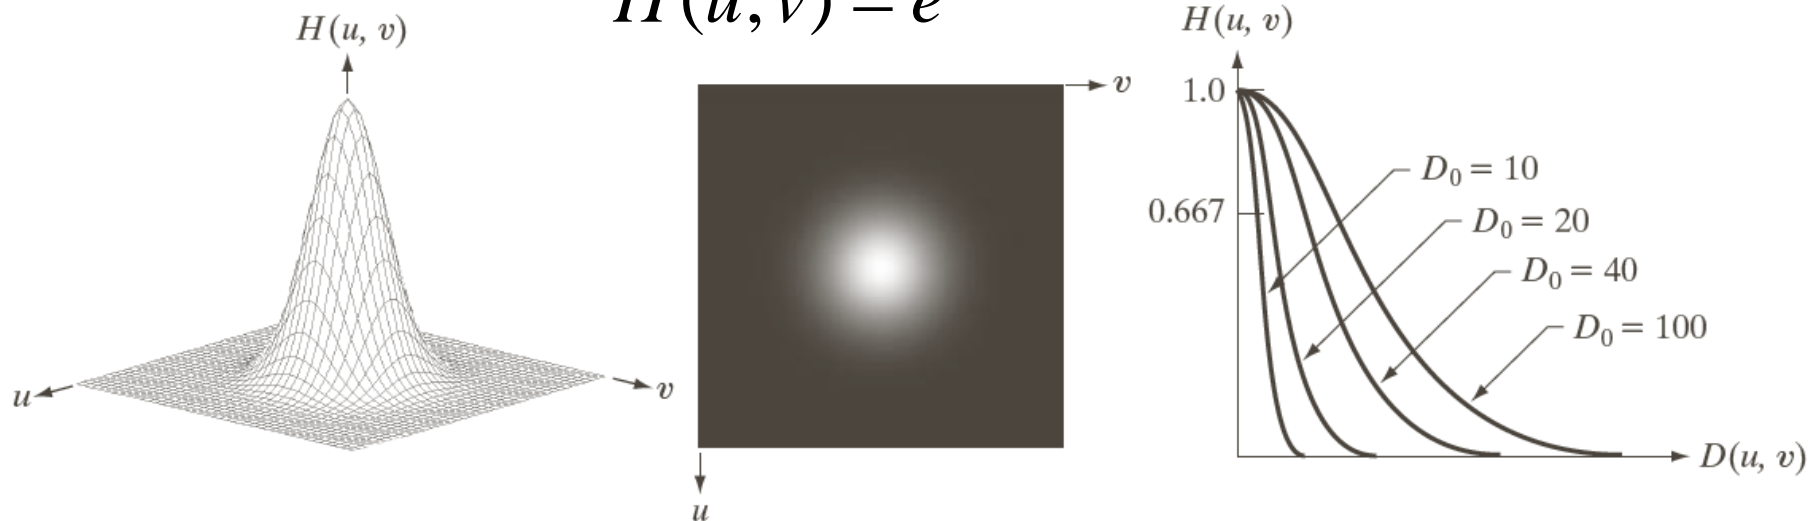 H(u, v) = e
H(u, v)
u
v
v
u
H(u, v)
1.0
0.667
D₀ = 10
D₀ = 20
D₀ = 40
D₀ = 100
D(u, v)